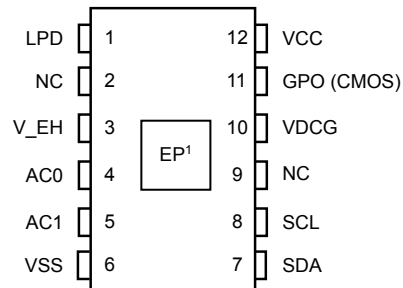 LPD 1 12 VCC
NC 2 11 GPO (CMOS)
V_EH 3 10 VDCG
EP¹
AC0 4 9 NC
AC1 5 8 SCL
VSS 6 7 SDA